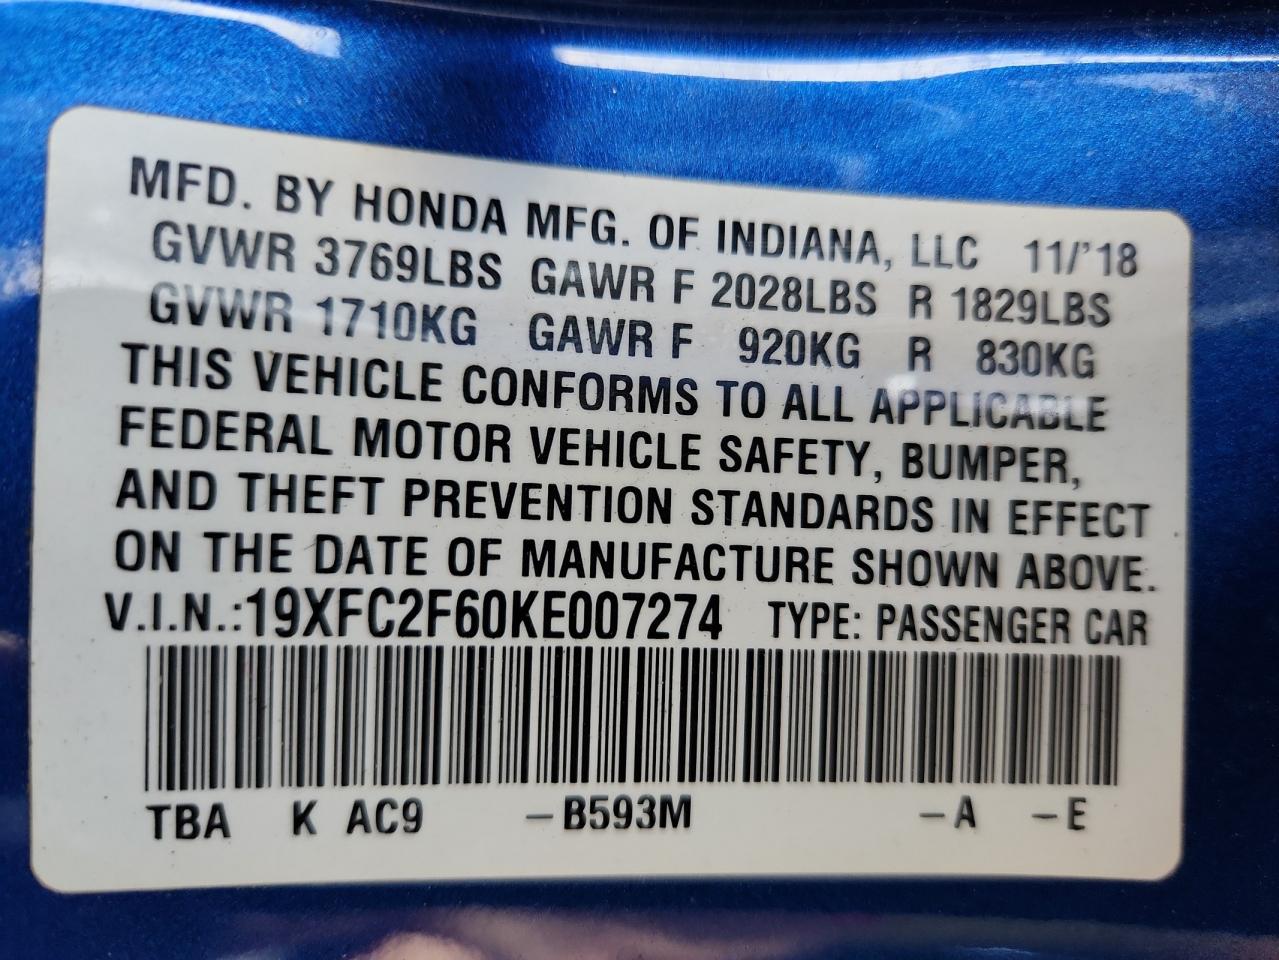 MFD. BY HONDA MFG. OF INDIANA, LLC 11/'18
GVWR 3769LBS GAWR F 2028LBS R 1829LBS
GVWR 1710KG GAWR F 920KG R 830KG
THIS VEHICLE CONFORMS TO ALL APPLICABLE
FEDERAL MOTOR VEHICLE SAFETY, BUMPER,
AND THEFT PREVENTION STANDARDS IN EFFECT
ON THE DATE OF MANUFACTURE SHOWN ABOVE.
V.I.N.:19XFC2F60KE007274 TYPE: PASSENGER CAR
TBA K AC9 –B593M –A –E